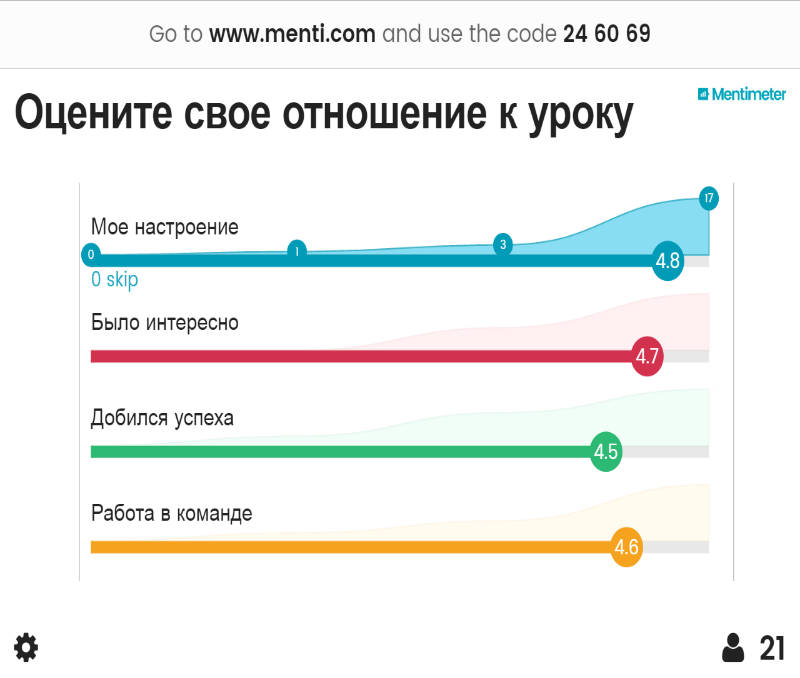 Go to www.menti.com and use the code 24 60 69
Mentimeter
Оцените свое отношение к уроку
17
Мое настроение
0
1
3
4.8
0 skip
Было интересно
4.7
Добился успеха
4.5
Работа в команде
4.6
21